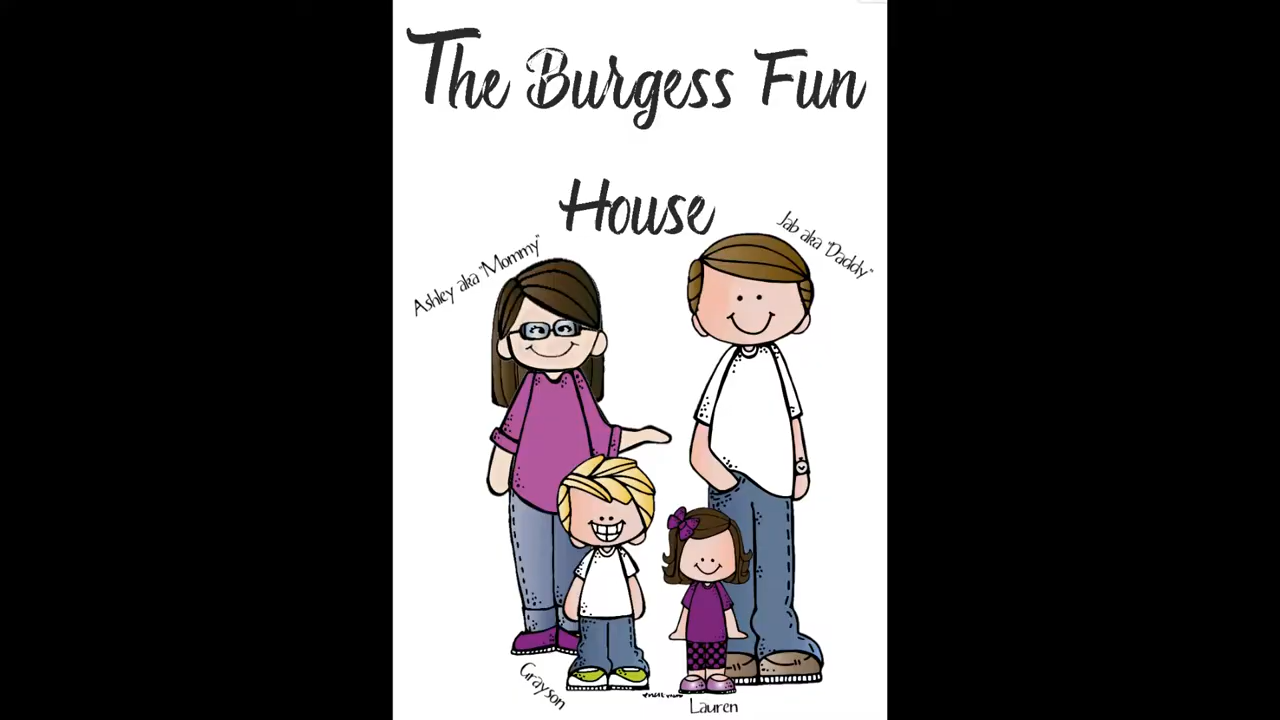 The Burgess Fun
House
Ashley aka "Mommy"
Jab aka "Daddy"
Grayson
Lauren